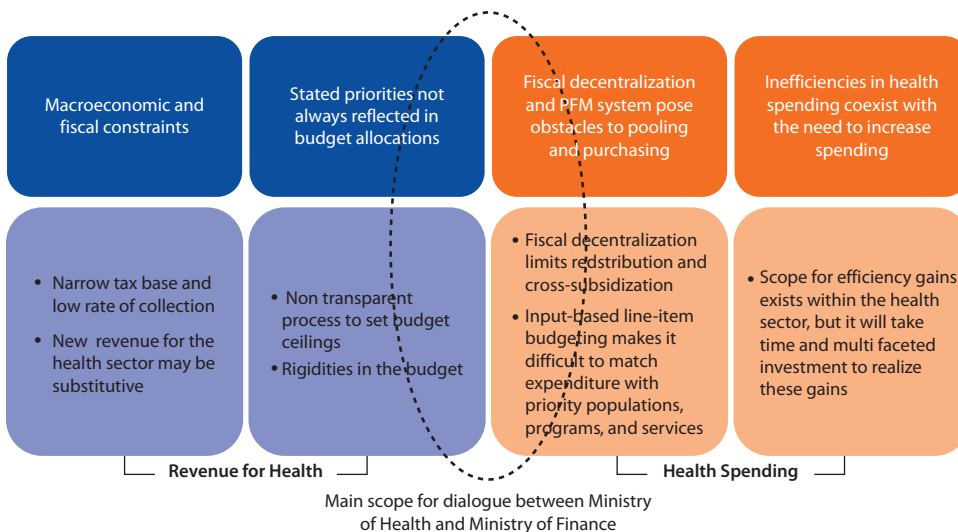 Macroeconomic and
fiscal constraints
Stated priorities not
always reflected in
budget allocations
Fiscal decentralization
and PFM system pose
obstacles to pooling
and purchasing
Inefficiencies in health
spending coexist with
the need to increase
spending
• Narrow tax base and
low rate of collection
• New revenue for the
health sector may be
substitutive
• Non transparent
process to set budget
ceilings
• Rigidities in the budget
• Fiscal decentralization
limits redstribution and
cross-subsidization
• Input-based line-item
budgeting makes it
difficult to match
expenditure with
priority populations,
programs, and services
• Scope for efficiency gains
exists within the health
sector, but it will take
time and multi faceted
investment to realize
these gains
Revenue for Health
Health Spending
Main scope for dialogue between Ministry
of Health and Ministry of Finance